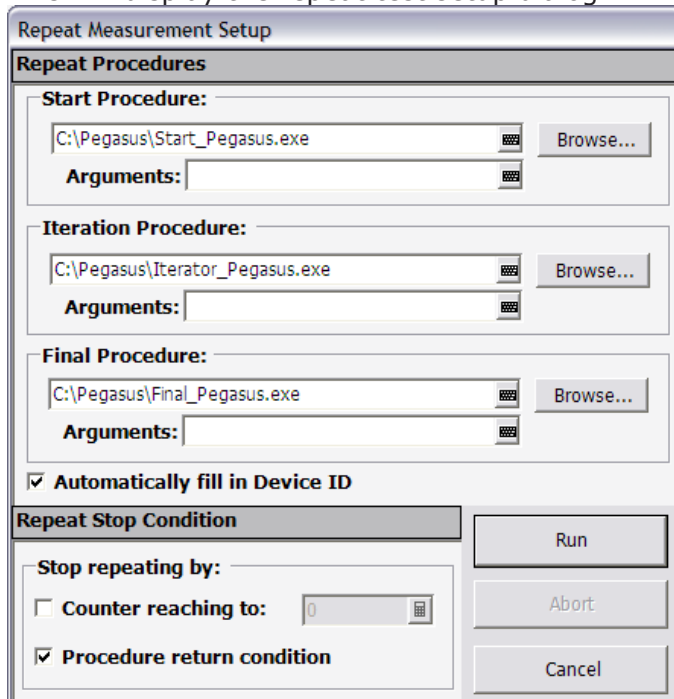 Repeat Measurement Setup
Repeat Procedures
Start Procedure:
C:\Pegasus\Start_Pegasus.exe
Browse...
Arguments:
Iteration Procedure:
C:\Pegasus\Iterator_Pegasus.exe
Browse...
Arguments:
Final Procedure:
C:\Pegasus\Final_Pegasus.exe
Browse...
Arguments:
Automatically fill in Device ID
Repeat Stop Condition
Stop repeating by:
Counter reaching to:
0
Procedure return condition
Run
Abort
Cancel